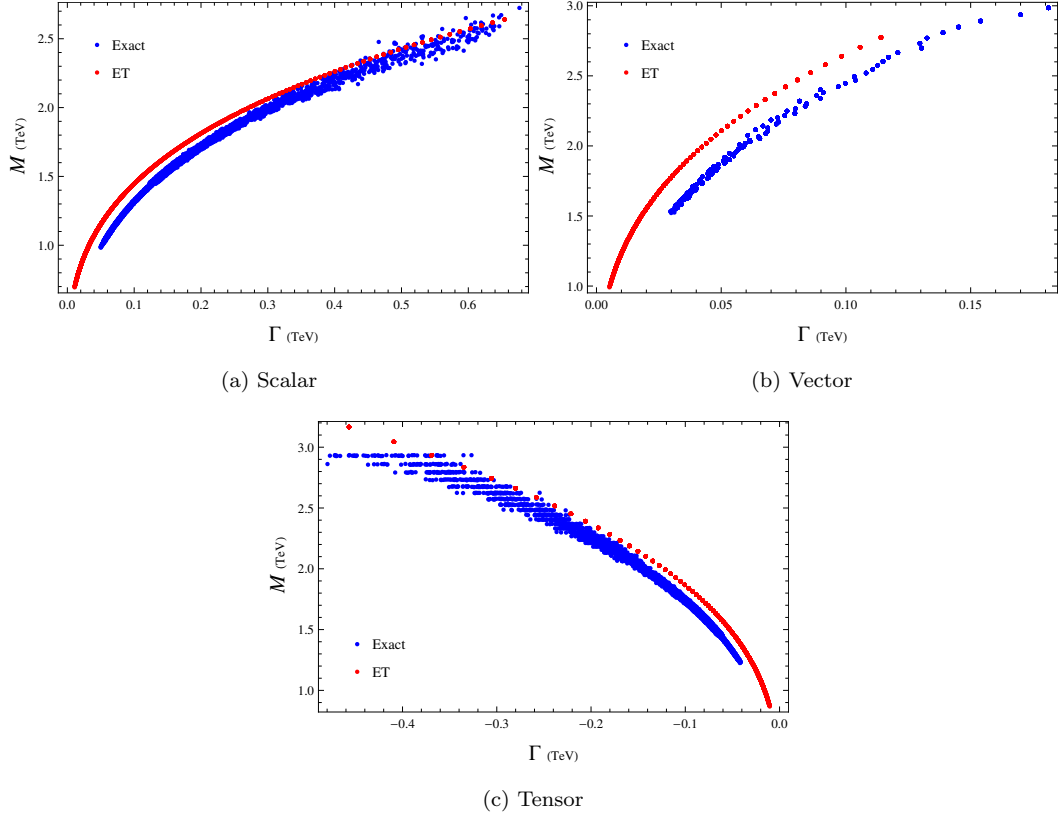 2.5
2.0
1.5
1.0
M (TeV)
Exact
ET
0.0 0.1 0.2 0.3 0.4 0.5 0.6
Γ (TeV)
(a) Scalar
3.0
2.5
2.0
1.5
1.0
M (TeV)
Exact
ET
0.00 0.05 0.10 0.15
Γ (TeV)
(b) Vector
3.0
2.5
2.0
1.5
1.0
M (TeV)
Exact
ET
−0.4 −0.3 −0.2 −0.1 0.0
Γ (TeV)
(c) Tensor